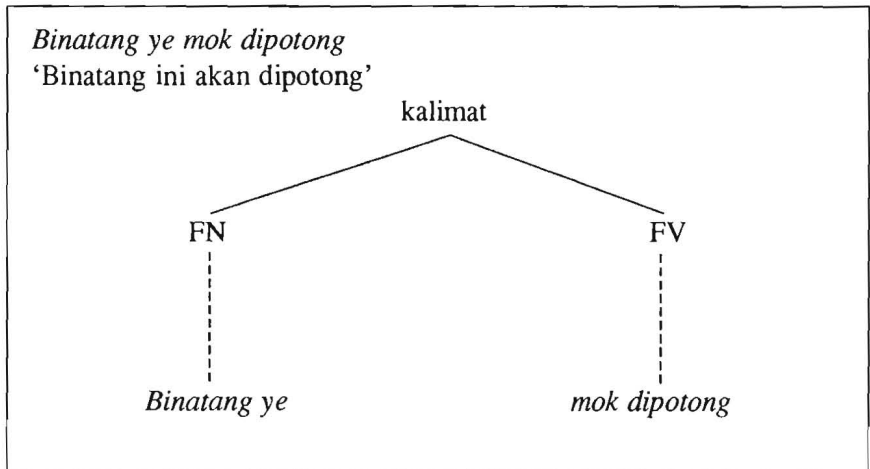 Binatang ye mok dipotong
‘Binatang ini akan dipotong’
kalimat
FN FV
Binatang ye mok dipotong